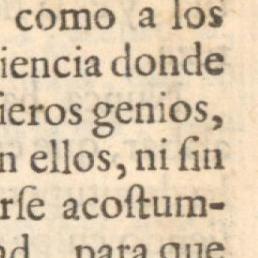 como a los
iencia donde
ieros genios,
n ellos, ni ſin
rſe acoſtum-
ad para que